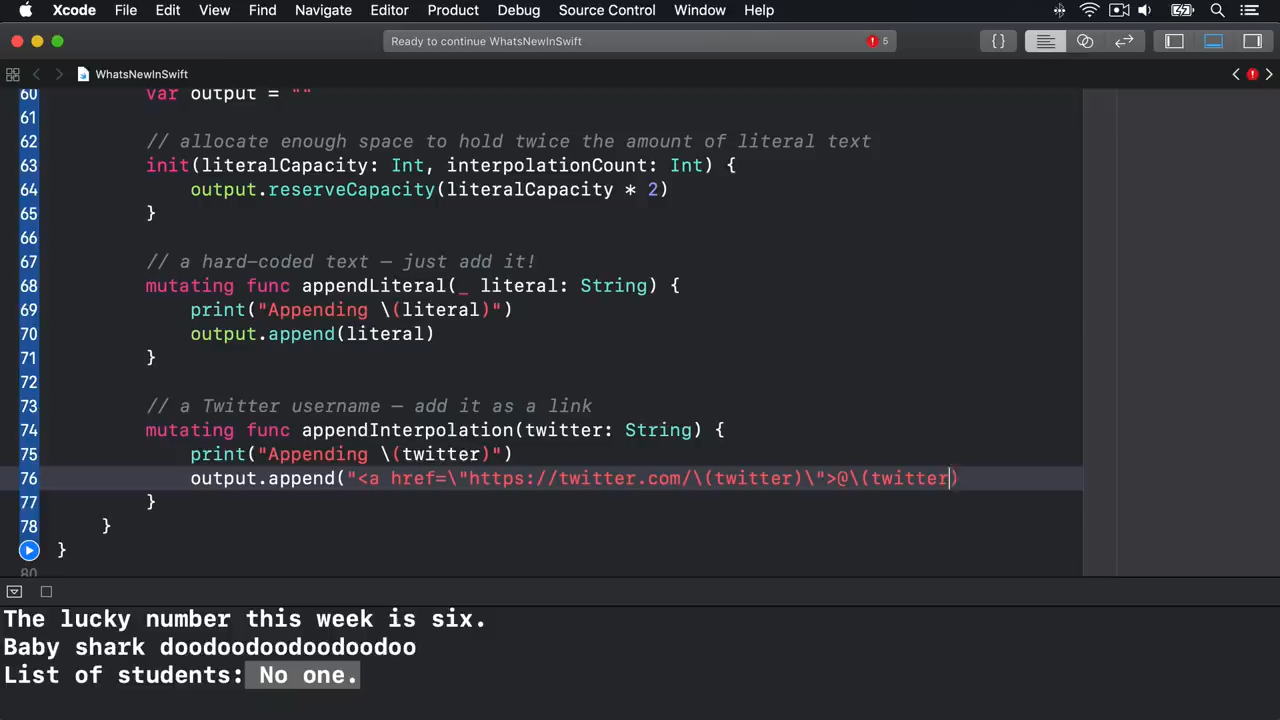 Xcode File Edit View Find Navigate Editor Product Debug Source Control Window Help
Ready to continue WhatsNewInSwift 5
WhatsNewInSwift
60 var output = ""
61
62 // allocate enough space to hold twice the amount of literal text
63 init(literalCapacity: Int, interpolationCount: Int) {
64 output.reserveCapacity(literalCapacity * 2)
65 }
66
67 // a hard-coded text – just add it!
68 mutating func appendLiteral(_ literal: String) {
69 print("Appending \(literal)")
70 output.append(literal)
71 }
72
73 // a Twitter username – add it as a link
74 mutating func appendInterpolation(twitter: String) {
75 print("Appending \(twitter)")
76 output.append("<a href=\"https://twitter.com/\(twitter)\">@\(twitter)
77 }
78 }
}
80
The lucky number this week is six.
Baby shark doodoodoodoodoodoo
List of students: No one.